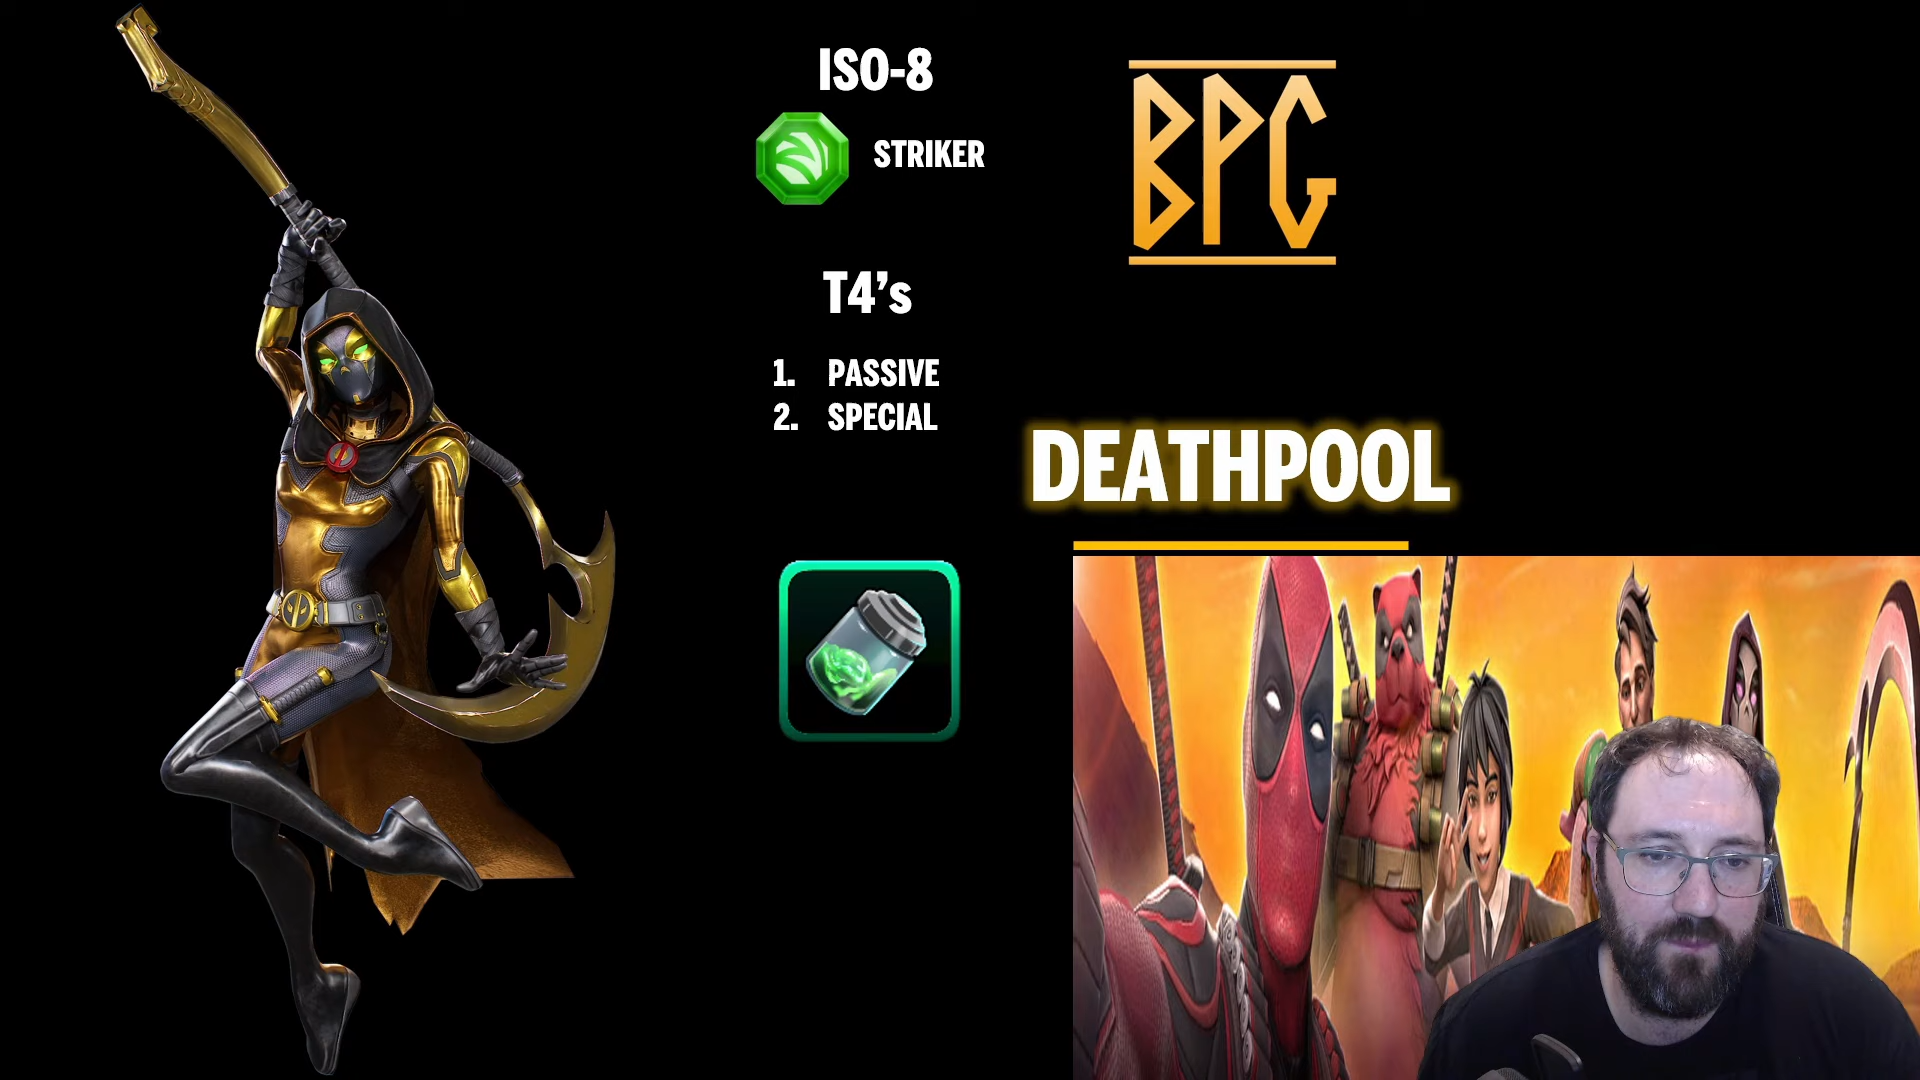 ISO-8
STRIKER
BPG
T4's
1. PASSIVE
2. SPECIAL
DEATHPOOL